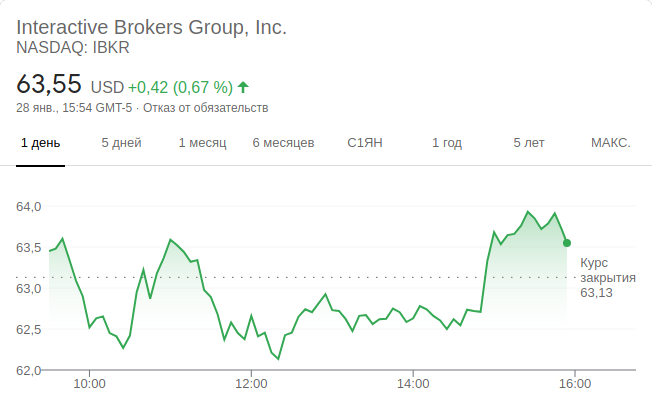 Interactive Brokers Group, Inc.
NASDAQ: IBKR
63,55 USD +0,42 (0,67 %)
28 янв., 15:54 GMT-5 · Отказ от обязательств
1 день 5 дней 1 месяц 6 месяцев С1ЯН 1 год 5 лет МАКС.
64,0
63,5
Курс
закрытия
63,13
63,0
62,5
62,0
10:00 12:00 14:00 16:00